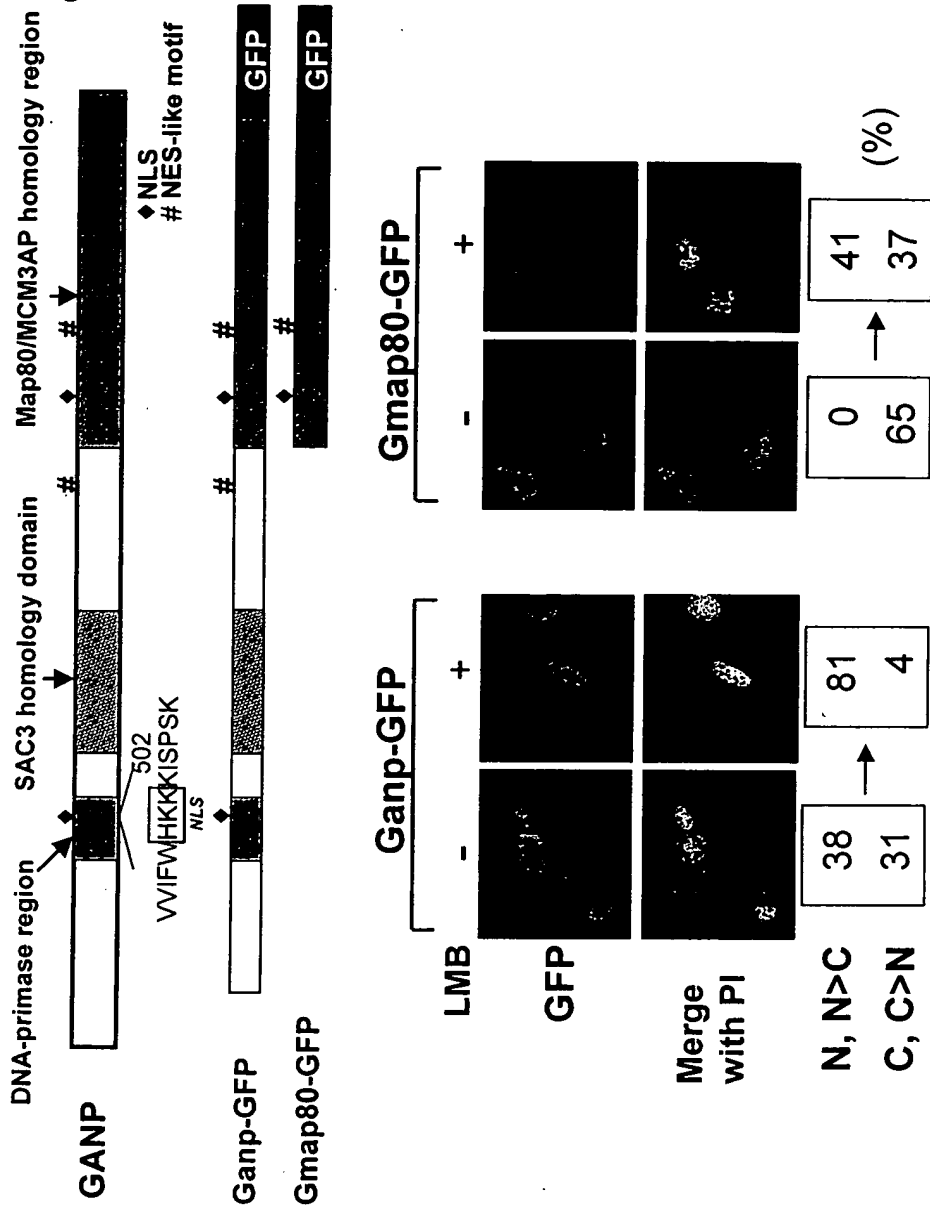 DNA-primase region SAC3 homology domain Map80/MCM3AP homology region
GANP
# # 
502
VVIFWHKKKISPSK
NLS
◆ NLS
# NES-like motif
Ganp-GFP
# #
GFP
Gmap80-GFP
#
GFP
Ganp-GFP Gmap80-GFP
LMB - + - +
GFP
Merge
with PI
N, N>C 38 → 81 0 → 41
C, C>N 31 4 65 37
(%)